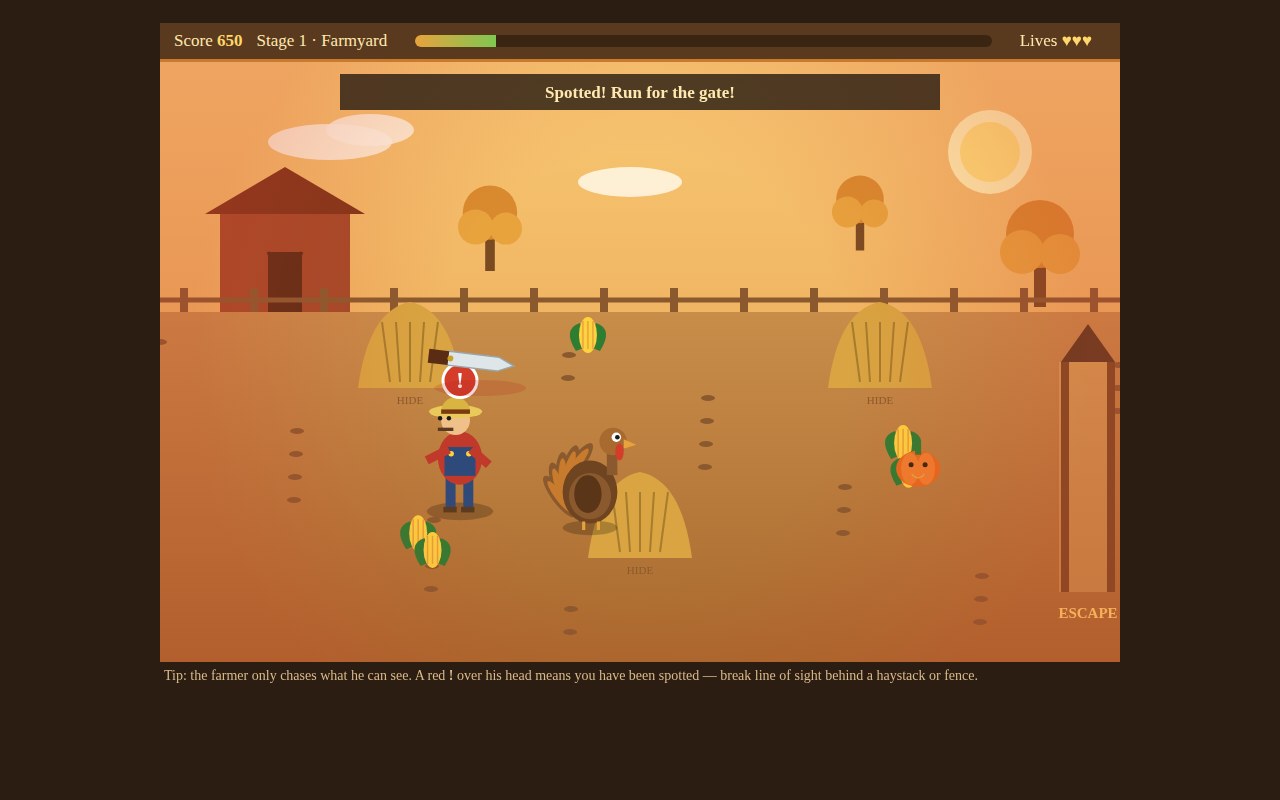 Score 650 Stage 1 · Farmyard Lives ♥♥♥
Spotted! Run for the gate!
!
HIDE
HIDE
HIDE
ESCAPE
Tip: the farmer only chases what he can see. A red ! over his head means you have been spotted — break line of sight behind a haystack or fence.